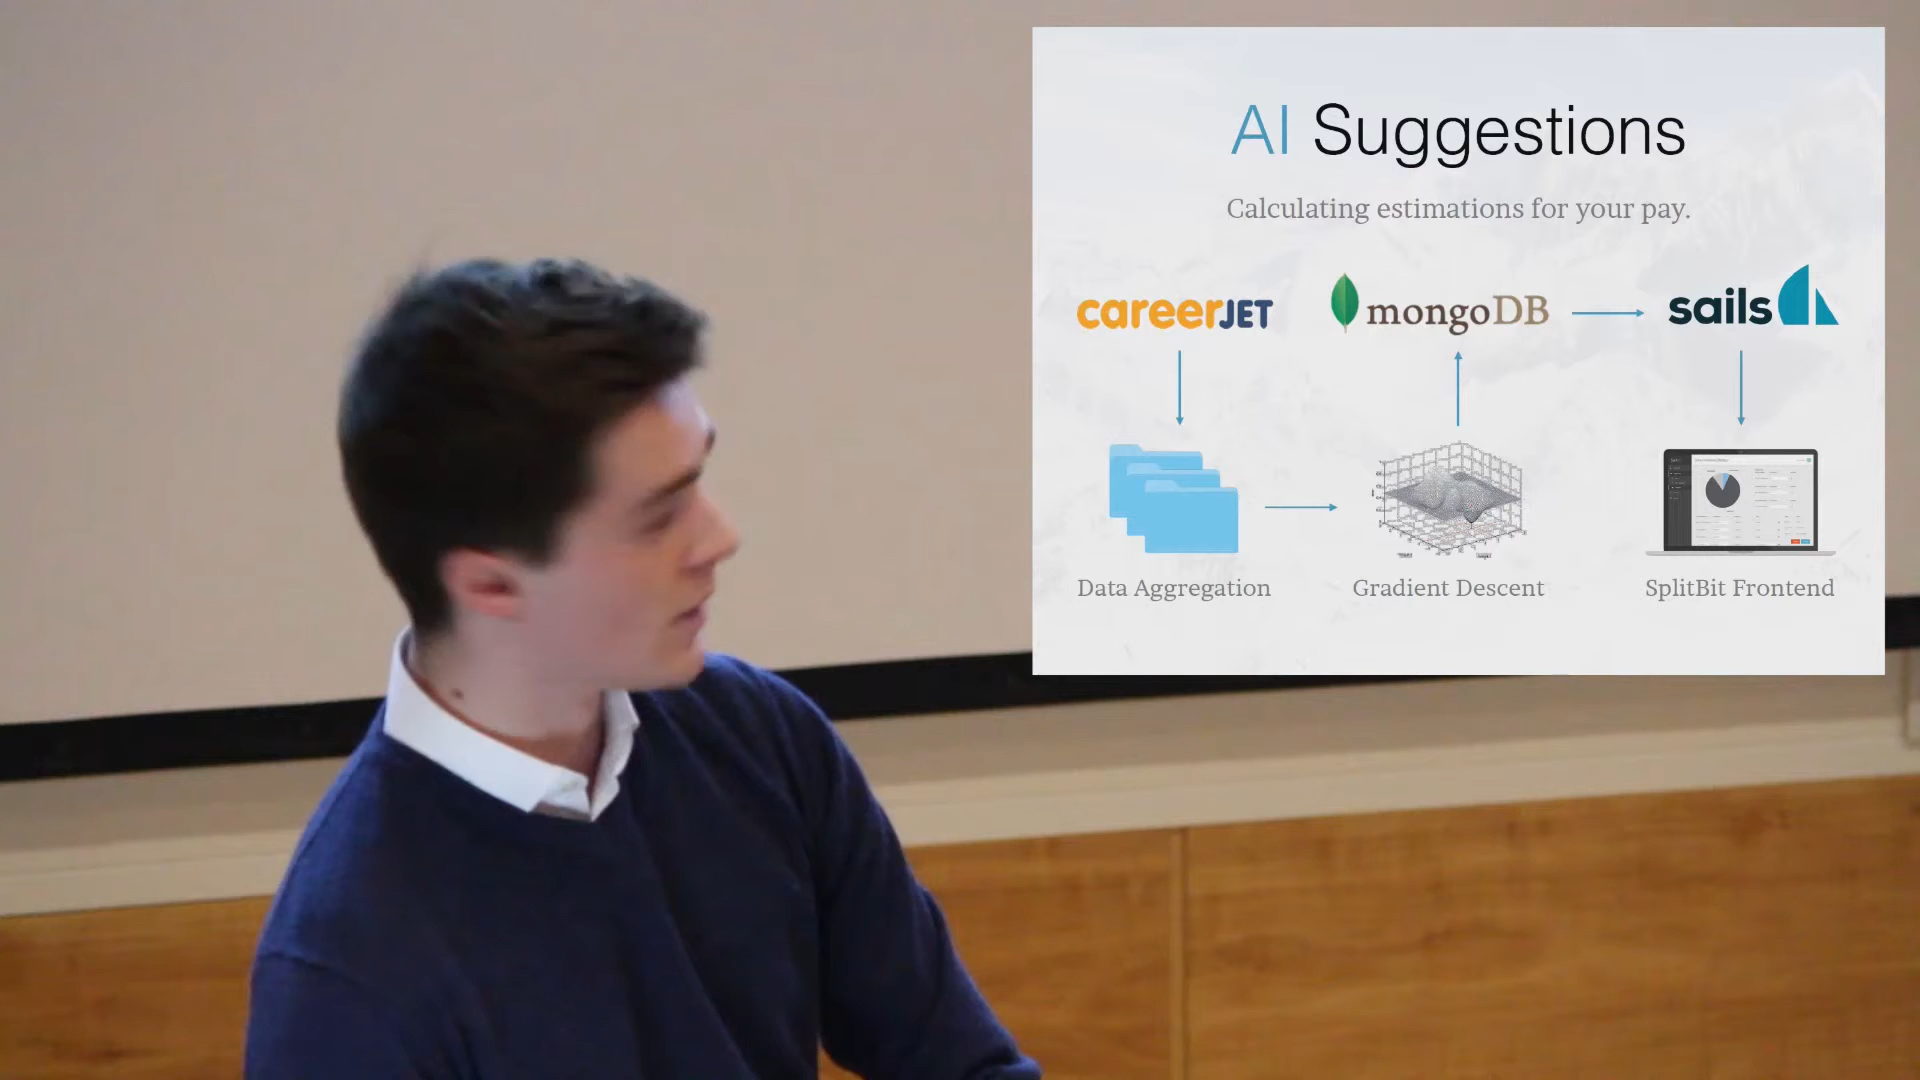 AI Suggestions
Calculating estimations for your pay.
careerJET
mongoDB
sails
Data Aggregation
Gradient Descent
SplitBit Frontend